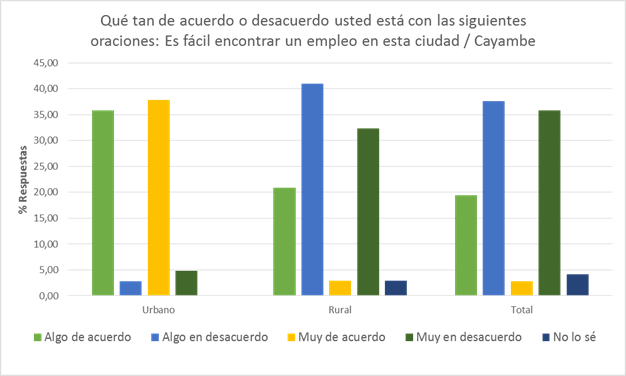 Qué tan de acuerdo o desacuerdo usted está con las siguientes
oraciones: Es fácil encontrar un empleo en esta ciudad / Cayambe
45,00
40,00
35,00
30,00
25,00
20,00
15,00
10,00
5,00
0,00
% Respuestas
Urbano Rural Total
Algo de acuerdo Algo en desacuerdo Muy de acuerdo Muy en desacuerdo No lo sé